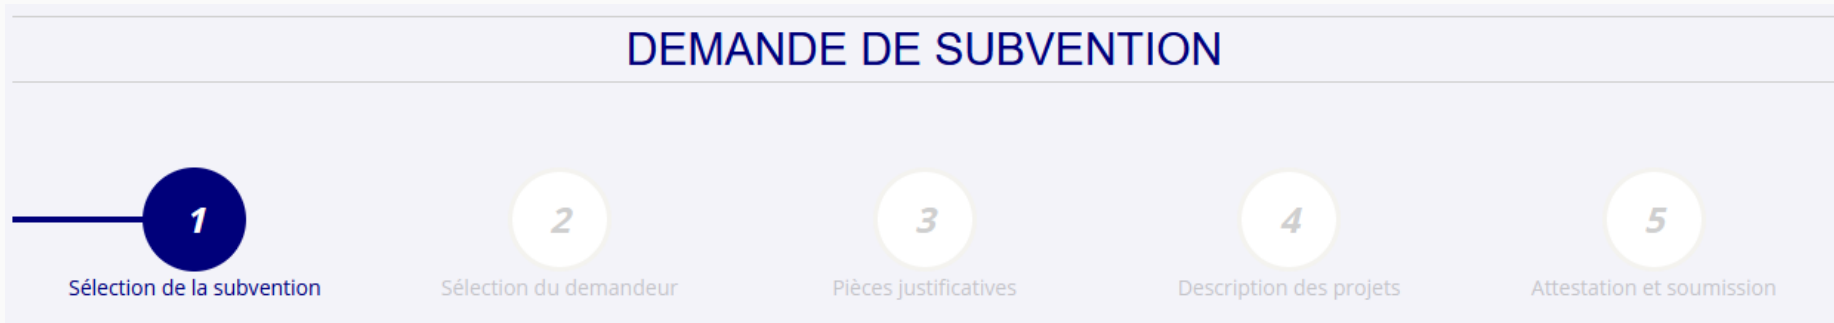 DEMANDE DE SUBVENTION
1
2
3
4
5
Sélection de la subvention
Sélection du demandeur
Pièces justificatives
Description des projets
Attestation et soumission